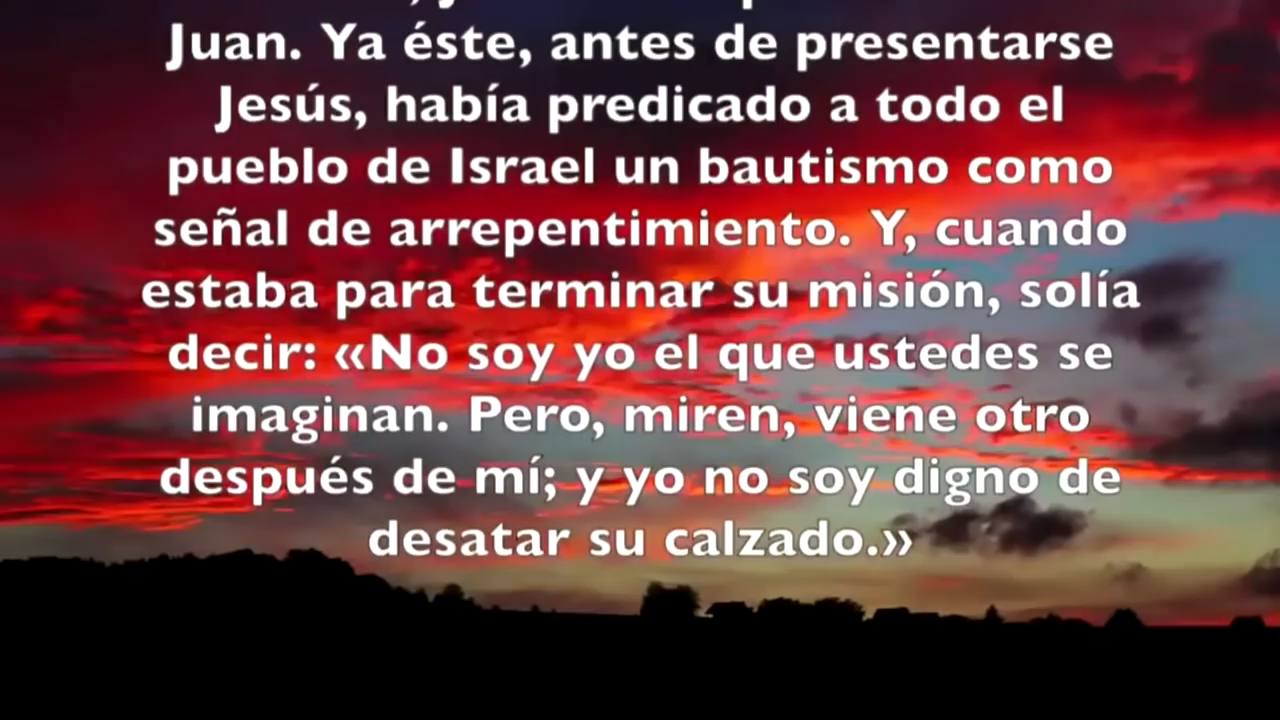 Juan. Ya éste, antes de presentarse
Jesús, había predicado a todo el
pueblo de Israel un bautismo como
señal de arrepentimiento. Y, cuando
estaba para terminar su misión, solía
decir: «No soy yo el que ustedes se
imaginan. Pero, miren, viene otro
después de mí; y yo no soy digno de
desatar su calzado.»